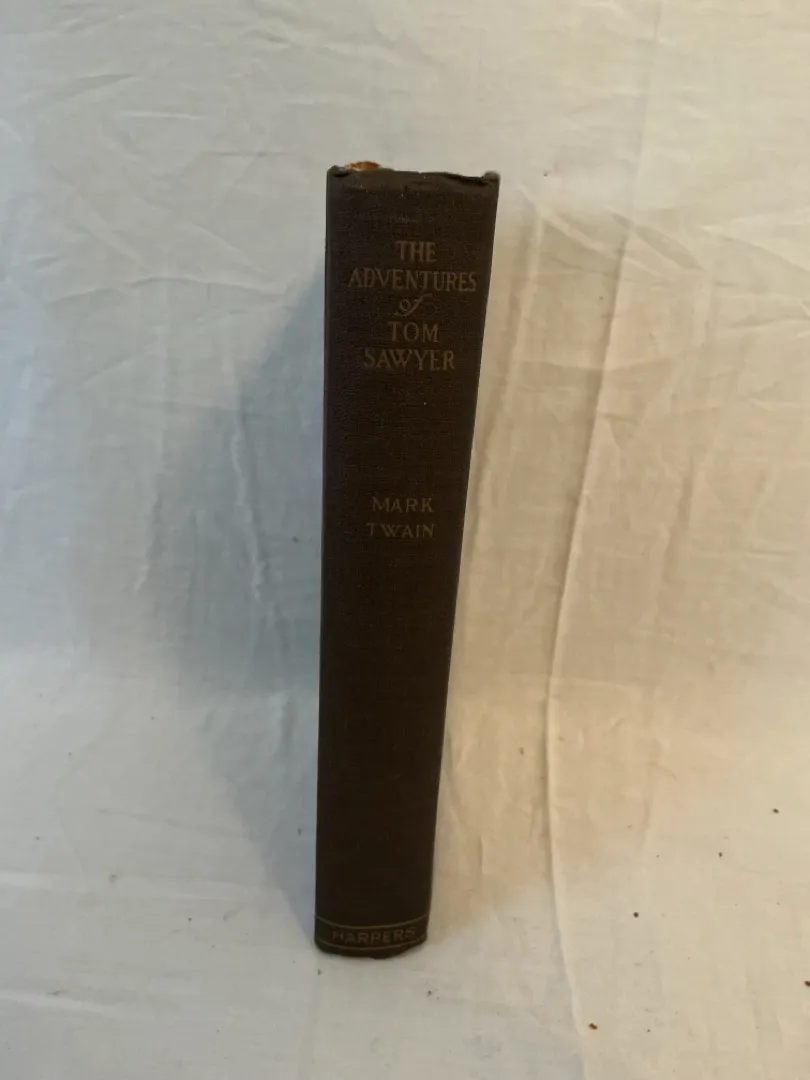 THE
ADVENTURES
of
TOM
SAWYER
MARK
TWAIN
HARPERS